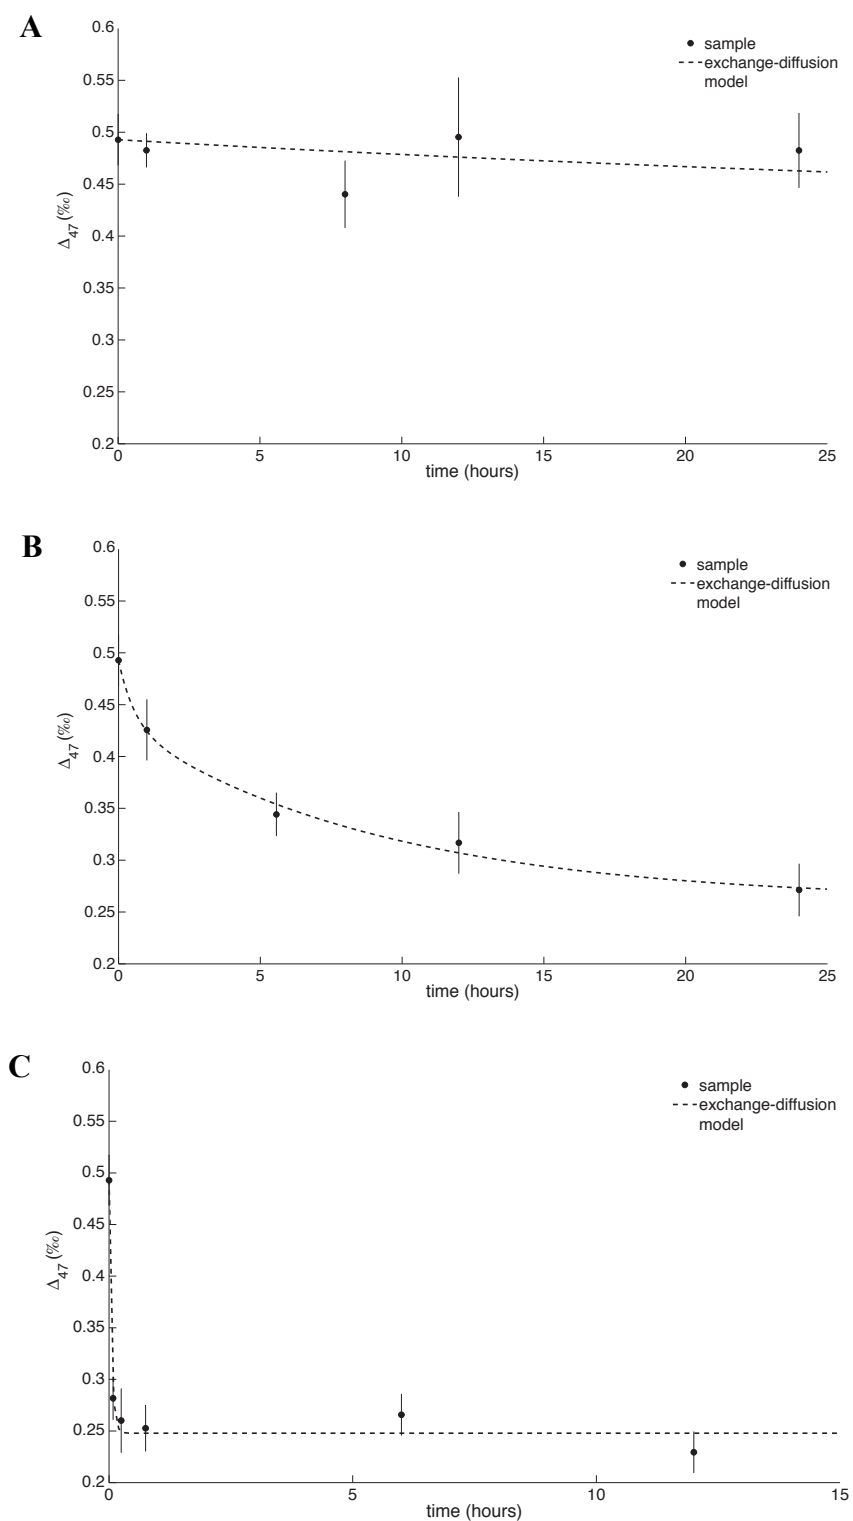 A
0.6
0.55
0.5
0.45
0.4
0.35
0.3
0.25
0.2
Δ47 (‰)
0 5 10 15 20 25
time (hours)
sample
exchange-diffusion
model
B
0.6
0.55
0.5
0.45
0.4
0.35
0.3
0.25
0.2
Δ47 (‰)
0 5 10 15 20 25
time (hours)
sample
exchange-diffusion
model
C
0.6
0.55
0.5
0.45
0.4
0.35
0.3
0.25
0.2
Δ47 (‰)
0 5 10 15
time (hours)
sample
exchange-diffusion
model